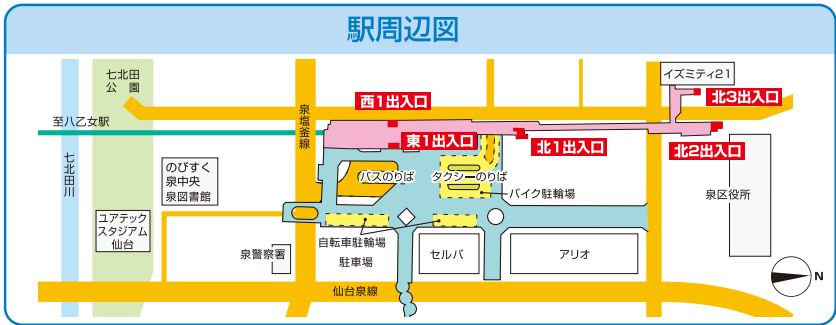 駅周辺図
七北田
公園
至八乙女駅
七北田川
泉塩釜線
西1出入口
東1出入口
北1出入口
イズミティ21
北3出入口
北2出入口
泉区役所
のびすく
泉中央
泉図書館
バスのりば
タクシーのりば
バイク駐輪場
ユアテック
スタジアム
仙台
自転車駐輪場
駐車場
泉警察署
セルバ
アリオ
仙台泉線
N